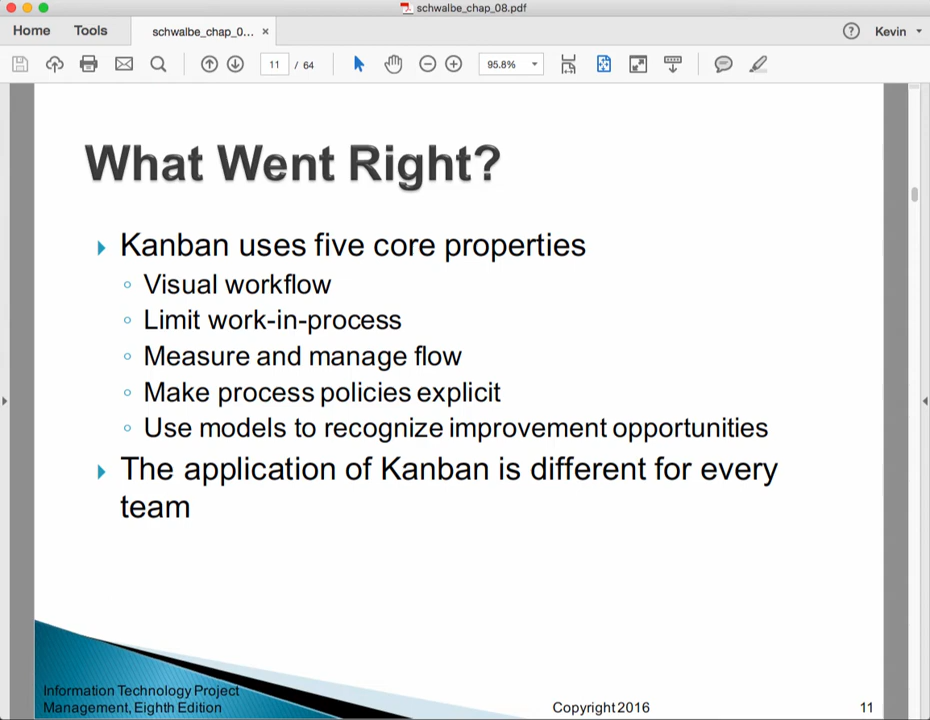 schwalbe_chap_08.pdf
Home
Tools
schwalbe_chap_0... ×
?
Kevin
11 / 64
95.8%
What Went Right?
Kanban uses five core properties
Visual workflow
Limit work-in-process
Measure and manage flow
Make process policies explicit
Use models to recognize improvement opportunities
The application of Kanban is different for every
team
Information Technology Project
Management, Eighth Edition
Copyright 2016
11